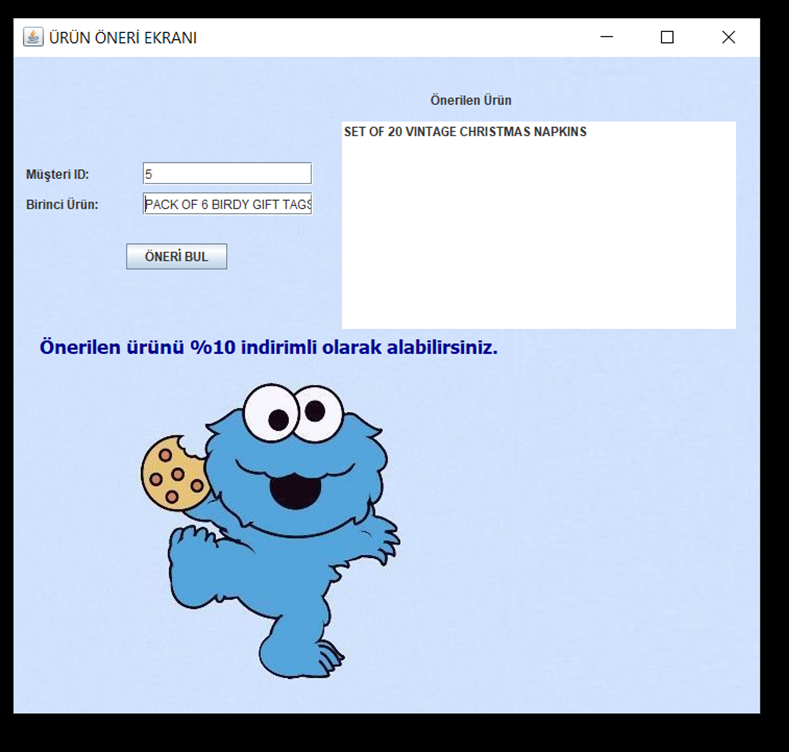 ÜRÜN ÖNERİ EKRANI
Önerilen Ürün
SET OF 20 VINTAGE CHRISTMAS NAPKINS
Müşteri ID: 5
Birinci Ürün: PACK OF 6 BIRDY GIFT TAGS
ÖNERİ BUL
Önerilen ürünü %10 indirimli olarak alabilirsiniz.